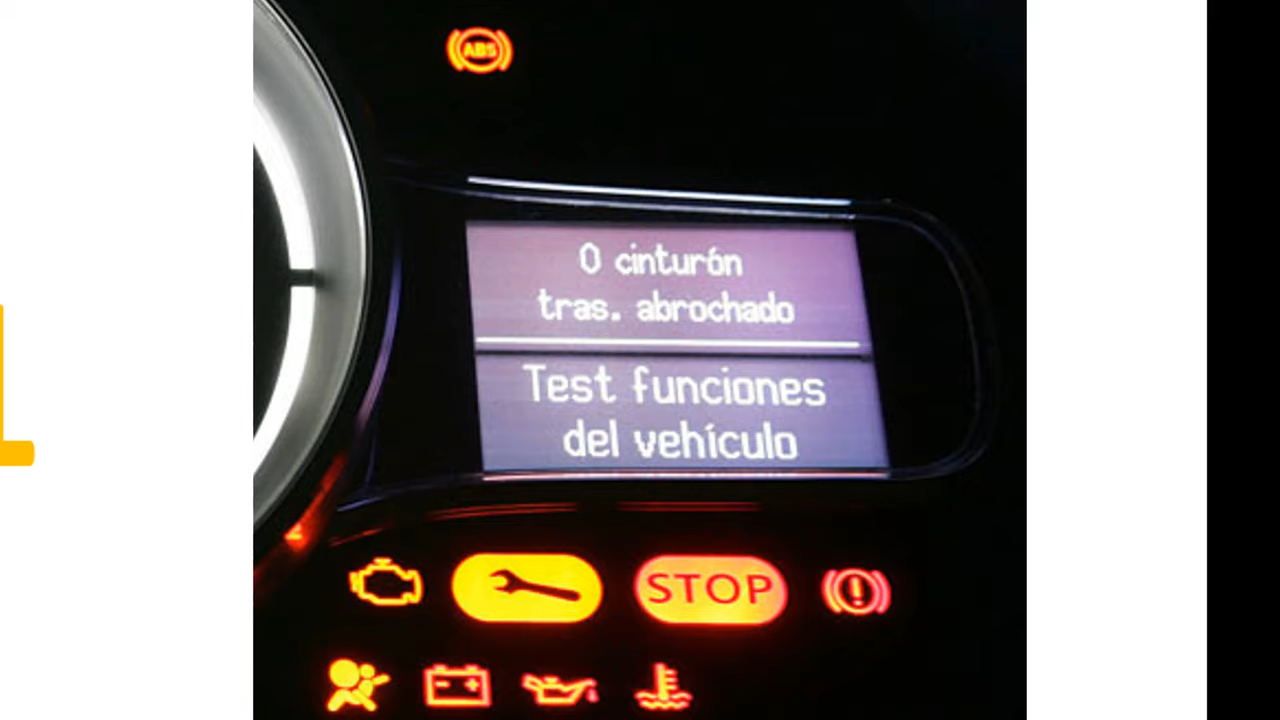 ABS
0 cinturón
tras. abrochado
Test funciones
del vehículo
STOP